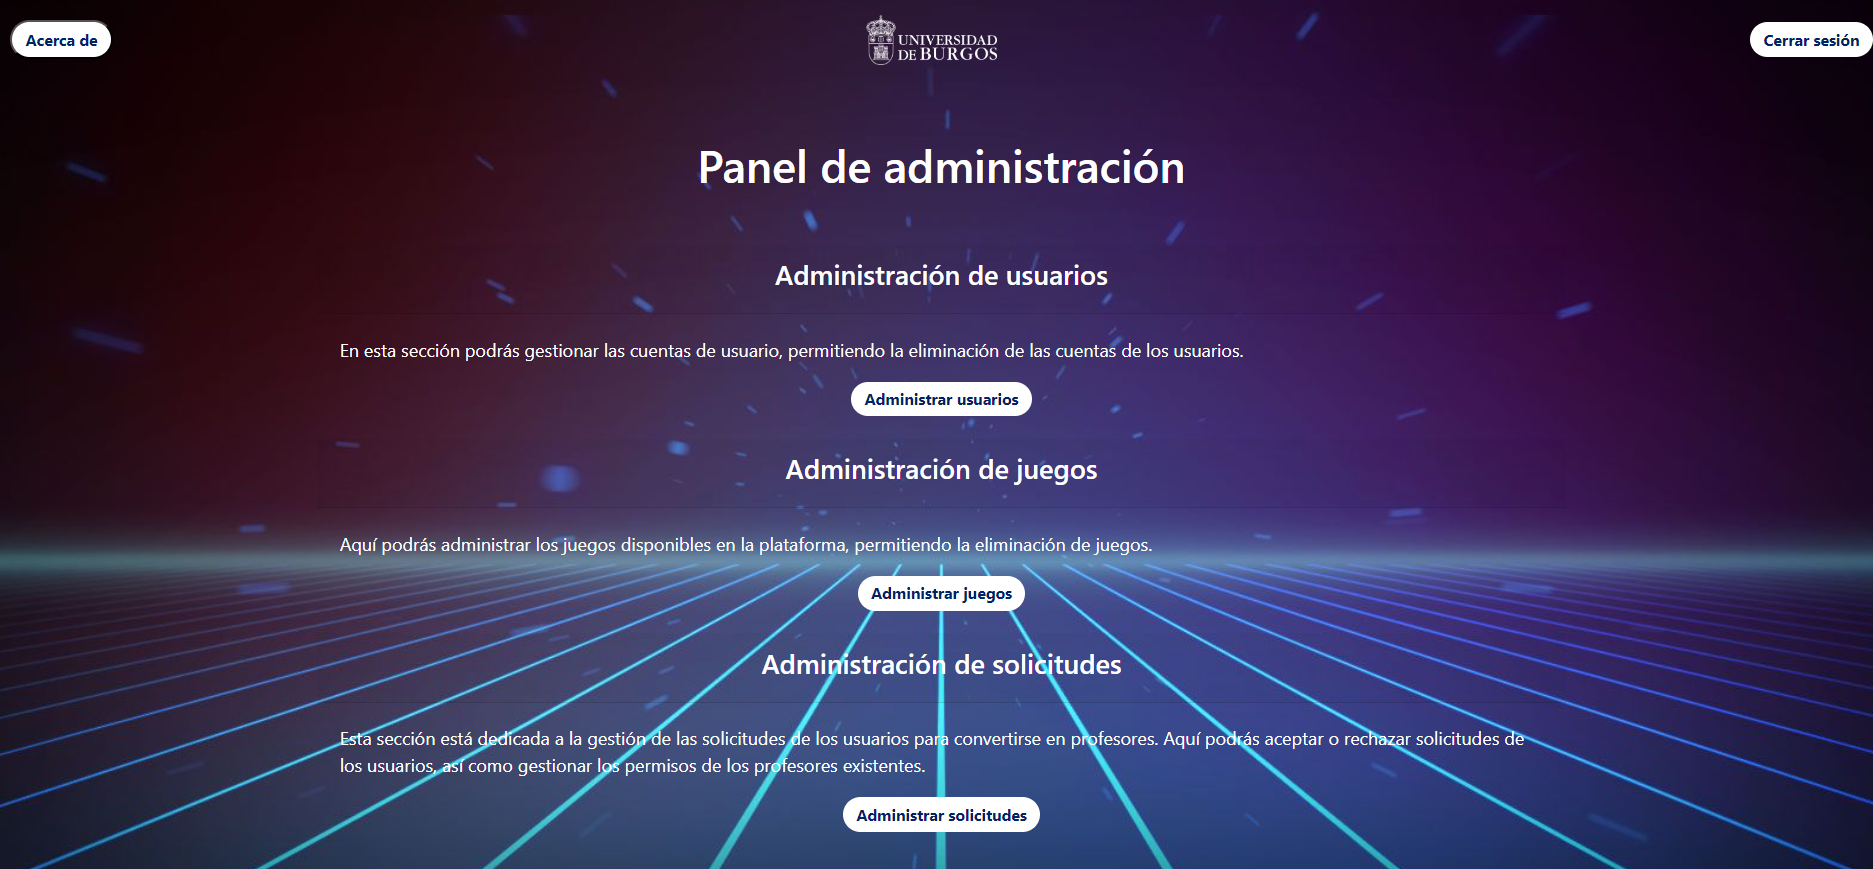 Acerca de
UNIVERSIDAD
DE BURGOS
Cerrar sesión
Panel de administración
Administración de usuarios
En esta sección podrás gestionar las cuentas de usuario, permitiendo la eliminación de las cuentas de los usuarios.
Administrar usuarios
Administración de juegos
Aquí podrás administrar los juegos disponibles en la plataforma, permitiendo la eliminación de juegos.
Administrar juegos
Administración de solicitudes
Esta sección está dedicada a la gestión de las solicitudes de los usuarios para convertirse en profesores. Aquí podrás aceptar o rechazar solicitudes de
los usuarios, así como gestionar los permisos de los profesores existentes.
Administrar solicitudes